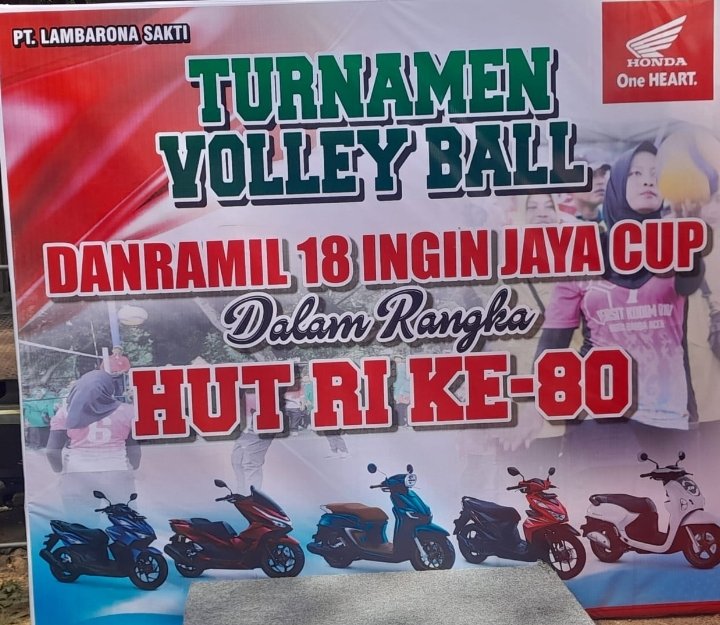 PT. LAMBARONA SAKTI
HONDA
One HEART.
TURNAMEN
VOLLEY BALL
DANRAMIL 18 INGIN JAYA CUP
Dalam Rangka
HUT RI KE-80